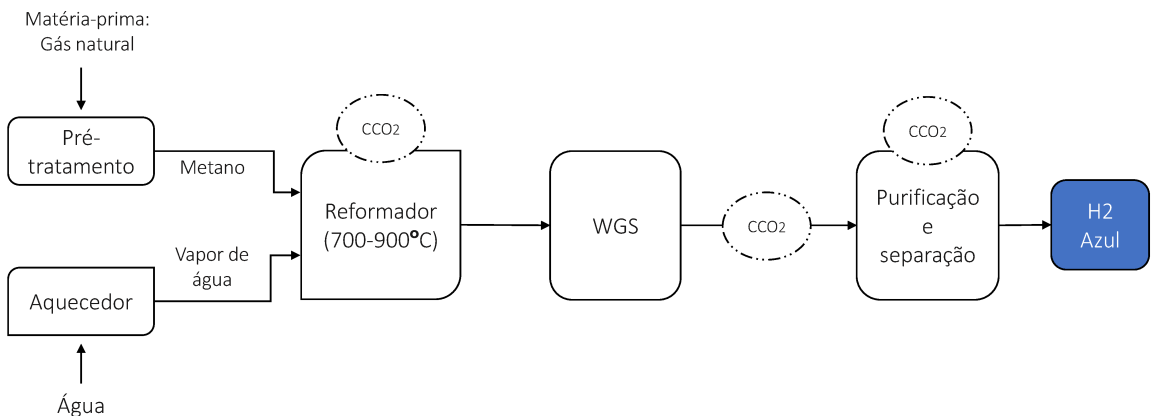 Matéria-prima:
Gás natural
Pré-
tratamento
Metano
Vapor de
água
Aquecedor
Água
CCO2
Reformador
(700-900ºC)
WGS
CCO2
CCO2
Purificação
e
separação
H2
Azul